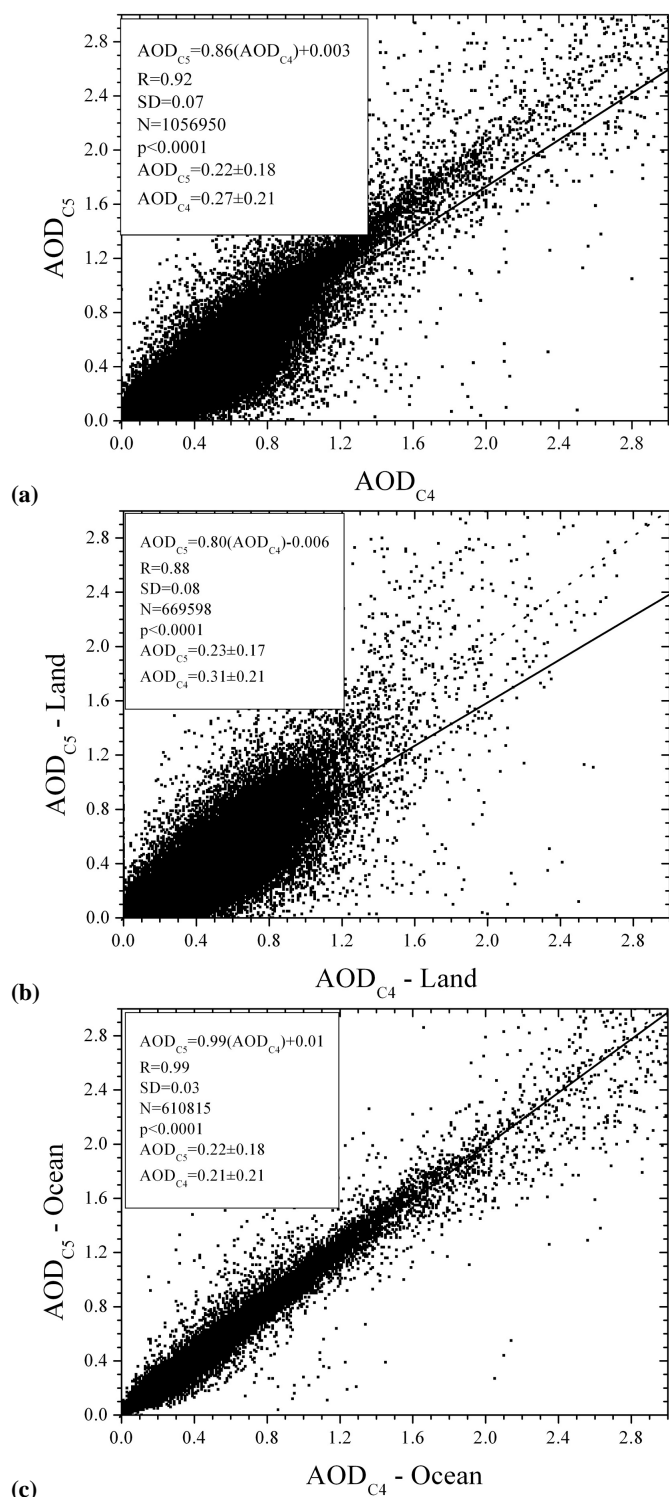 AOD_C5=0.86(AOD_C4)+0.003
R=0.92
SD=0.07
N=1056950
p<0.0001
AOD_C5=0.22±0.18
AOD_C4=0.27±0.21
3.0
2.8
2.4
2.0
1.6
1.2
0.8
0.4
0.0
AOD_C5
0.0 0.4 0.8 1.2 1.6 2.0 2.4 2.8
AOD_C4
(a)
AOD_C5=0.80(AOD_C4)-0.006
R=0.88
SD=0.08
N=669598
p<0.0001
AOD_C5=0.23±0.17
AOD_C4=0.31±0.21
2.8
2.4
2.0
1.6
1.2
0.8
0.4
0.0
AOD_C5 - Land
0.0 0.4 0.8 1.2 1.6 2.0 2.4 2.8
AOD_C4 - Land
(b)
AOD_C5=0.99(AOD_C4)+0.01
R=0.99
SD=0.03
N=610815
p<0.0001
AOD_C5=0.22±0.18
AOD_C4=0.21±0.21
2.8
2.4
2.0
1.6
1.2
0.8
0.4
0.0
AOD_C5 - Ocean
0.0 0.4 0.8 1.2 1.6 2.0 2.4 2.8
AOD_C4 - Ocean
(c)